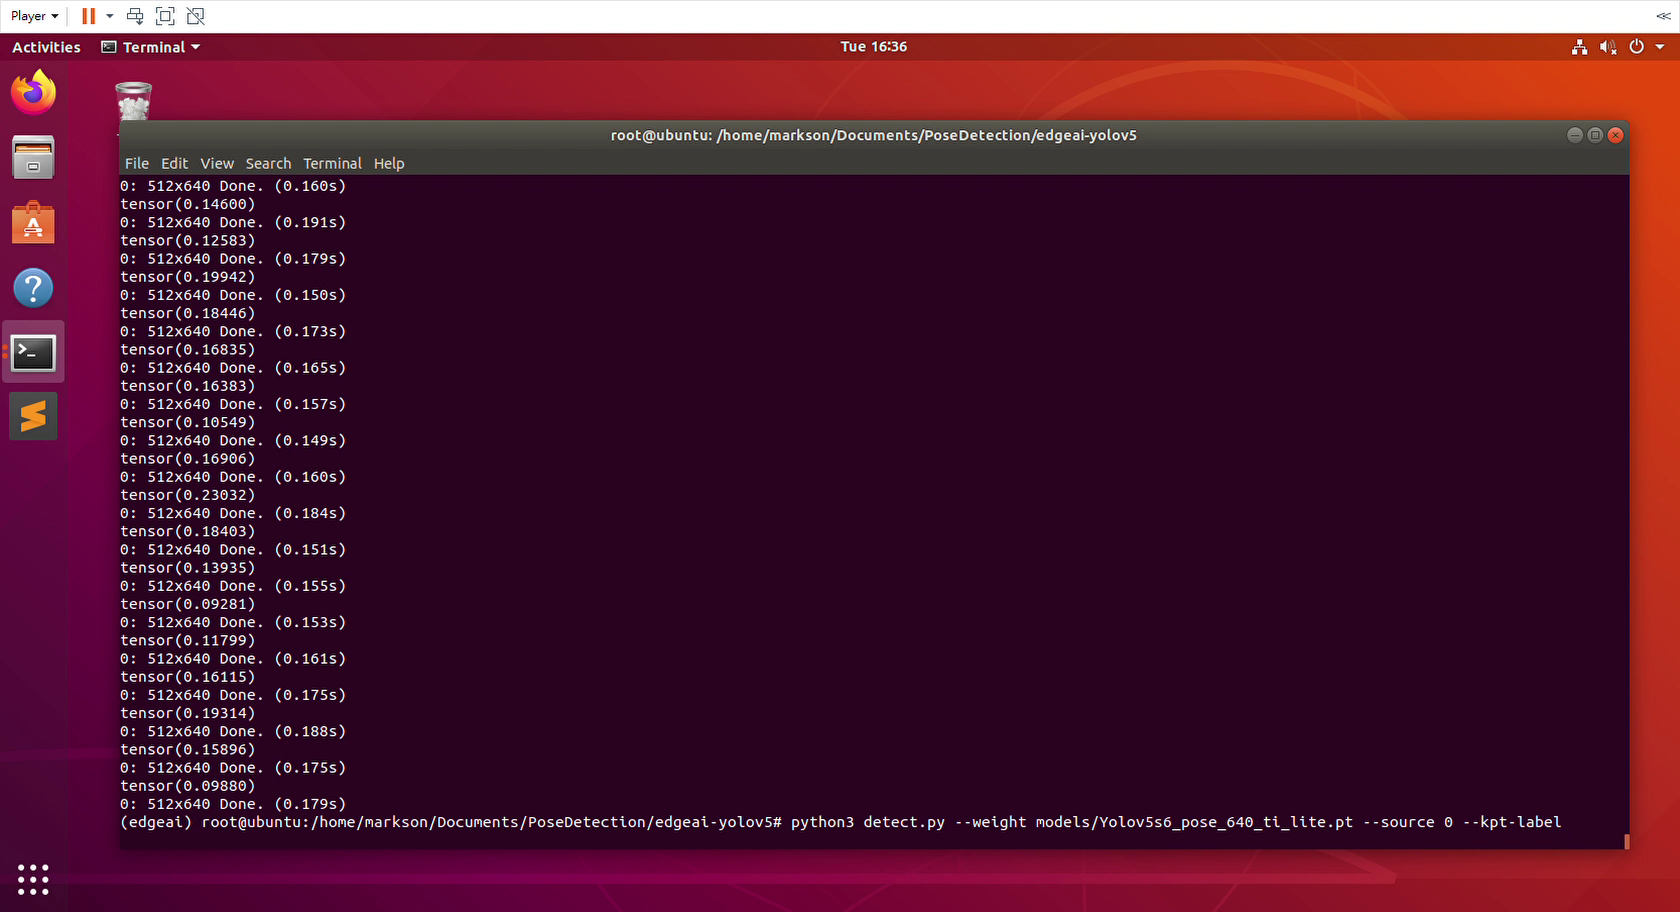 Player
Activities Terminal Tue 16:36
root@ubuntu: /home/markson/Documents/PoseDetection/edgeai-yolov5
File Edit View Search Terminal Help
0: 512x640 Done. (0.160s)
tensor(0.14600)
0: 512x640 Done. (0.191s)
tensor(0.12583)
0: 512x640 Done. (0.179s)
tensor(0.19942)
0: 512x640 Done. (0.150s)
tensor(0.18446)
0: 512x640 Done. (0.173s)
tensor(0.16835)
0: 512x640 Done. (0.165s)
tensor(0.16383)
0: 512x640 Done. (0.157s)
tensor(0.10549)
0: 512x640 Done. (0.149s)
tensor(0.16906)
0: 512x640 Done. (0.160s)
tensor(0.23032)
0: 512x640 Done. (0.184s)
tensor(0.18403)
0: 512x640 Done. (0.151s)
tensor(0.13935)
0: 512x640 Done. (0.155s)
tensor(0.09281)
0: 512x640 Done. (0.153s)
tensor(0.11799)
0: 512x640 Done. (0.161s)
tensor(0.16115)
0: 512x640 Done. (0.175s)
tensor(0.19314)
0: 512x640 Done. (0.188s)
tensor(0.15896)
0: 512x640 Done. (0.175s)
tensor(0.09880)
0: 512x640 Done. (0.179s)
(edgeai) root@ubuntu:/home/markson/Documents/PoseDetection/edgeai-yolov5# python3 detect.py --weight models/Yolov5s6_pose_640_ti_lite.pt --source 0 --kpt-label